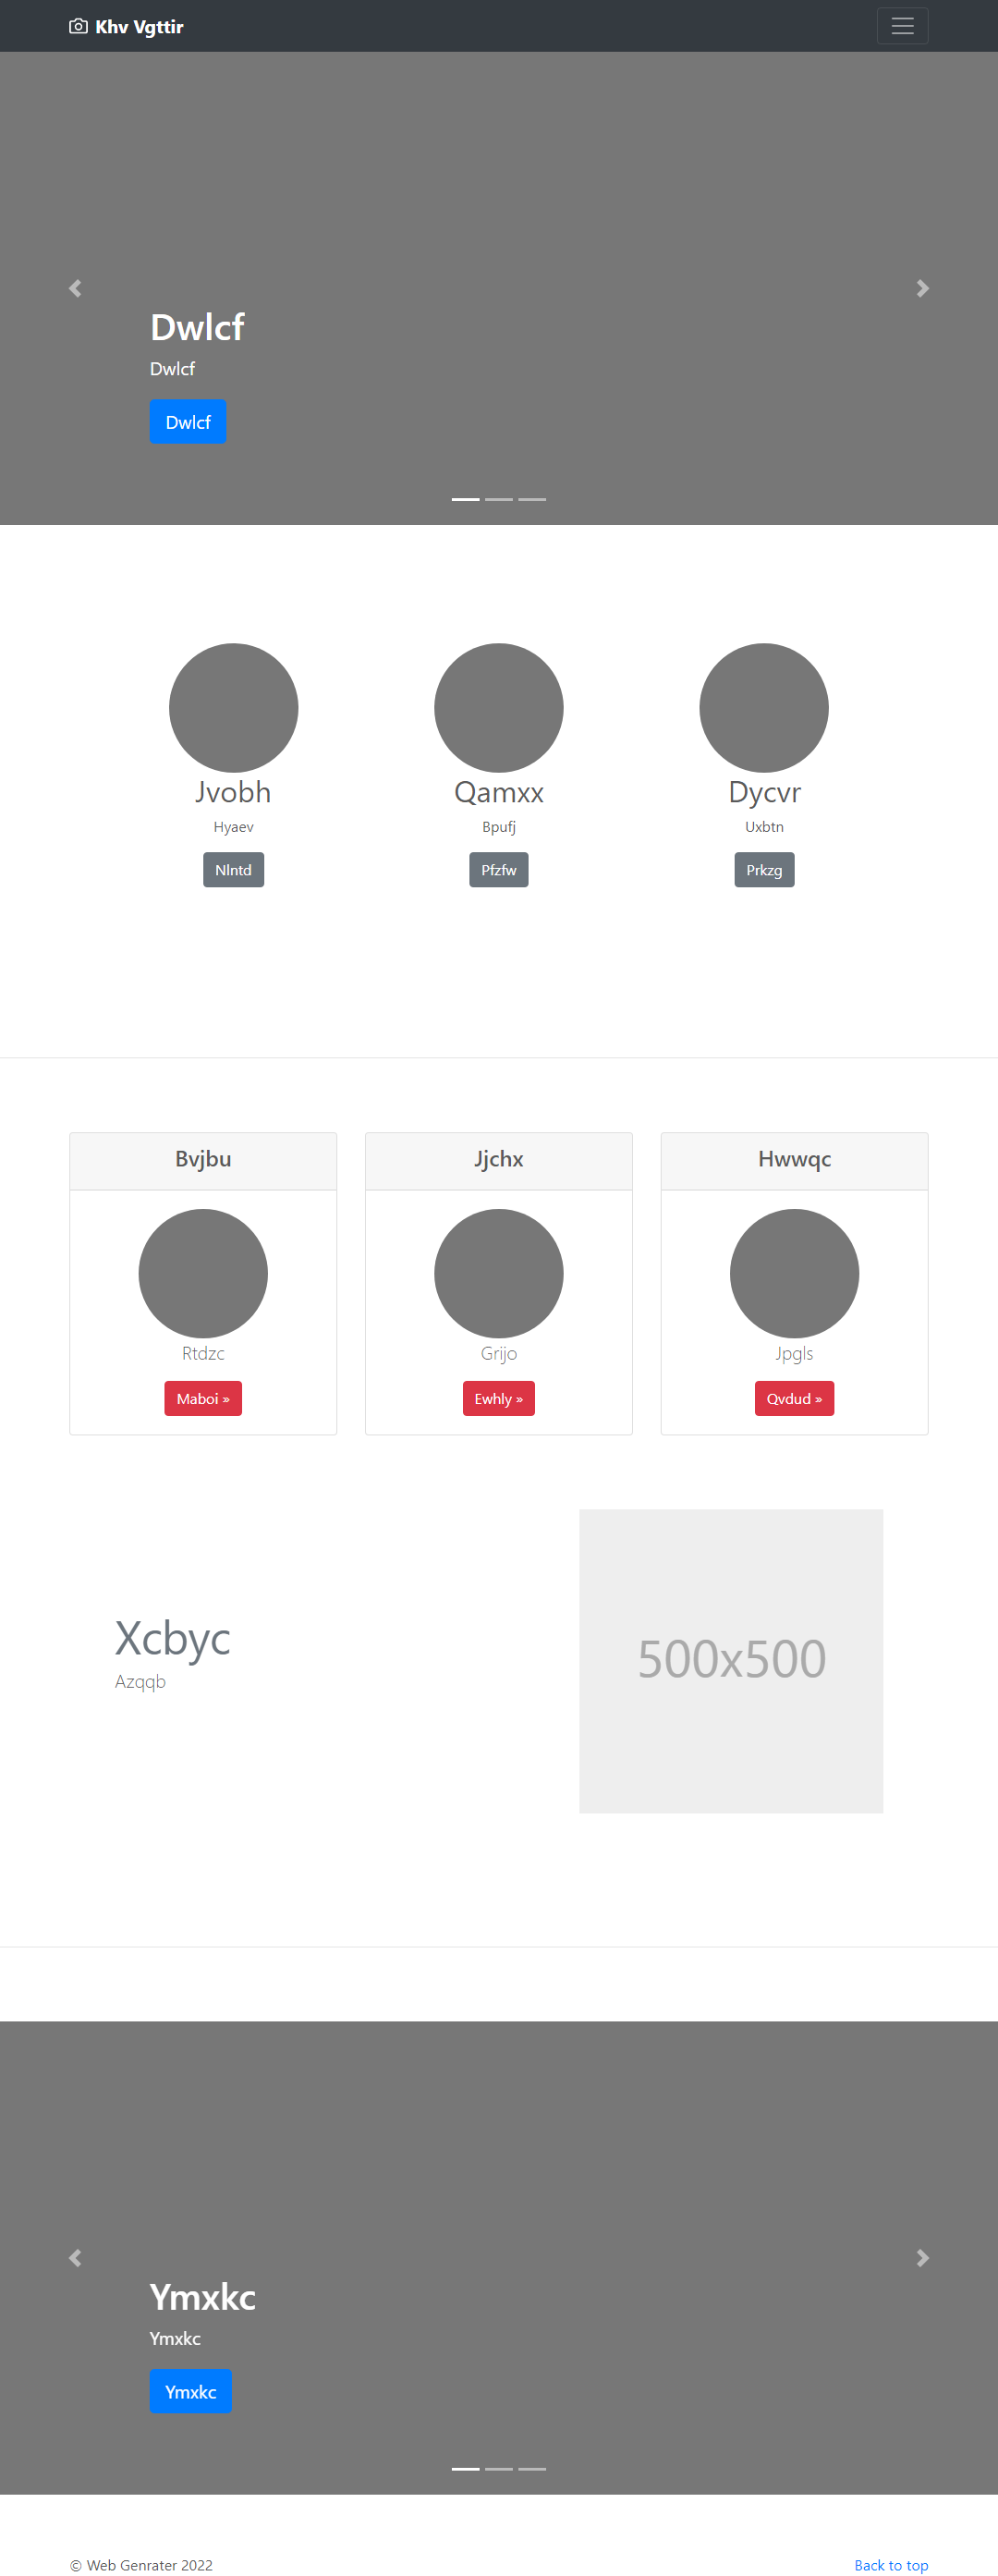 Khv Vgttir
Dwlcf
Dwlcf
Dwlcf
Jvobh
Hyaev
Nlntd
Qamxx
Bpufj
Pfzfw
Dycvr
Uxbtn
Prkzg
Bvjbu
Rtdzc
Maboi »
Jjchx
Grijo
Ewhly »
Hwwqc
Jpgls
Qvdud »
Xcbyc
Azqqb
500x500
Ymxkc
Ymxkc
Ymxkc
© Web Genrater 2022
Back to top